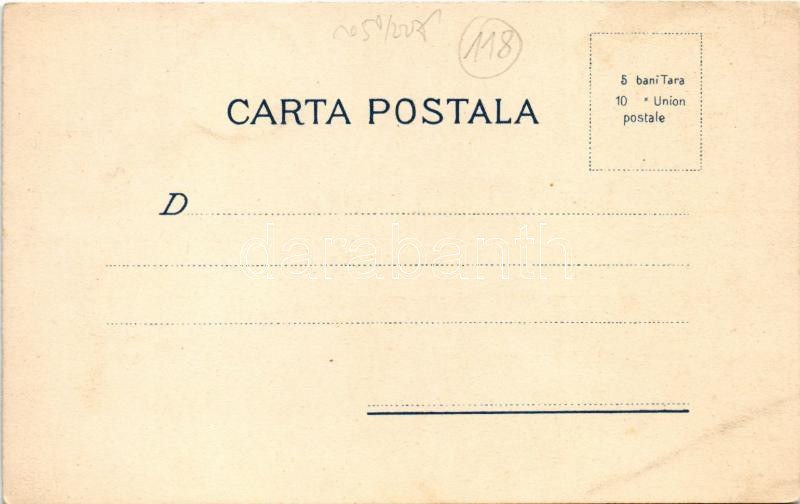 118
5 bani Tara
10 " Union
postale
CARTA POSTALA
D
darabanth